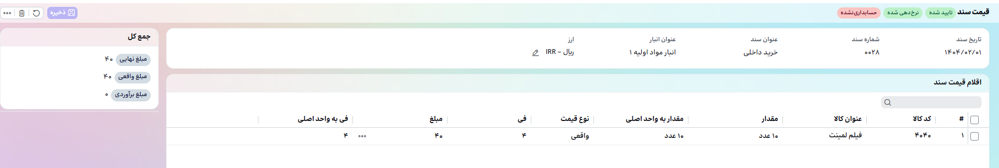 قیمت سند تایید شده نرخ‌دهی شده حسابداری‌نشده ذخیره
تاریخ سند شماره سند عنوان سند عنوان انبار ارز
۱۴۰۴/۰۲/۰۱ ۰۰۲۸ خرید داخلی انبار مواد اولیه ۱ ریال - IRR
اقلام قیمت سند
# کد کالا عنوان کالا مقدار مقدار به واحد اصلی نوع قیمت فی مبلغ فی به واحد اصلی
۱ ۴۰۴۰ فیلم لمینت ۱۰ عدد ۱۰ عدد واقعی ۴ ۴۰ ۴
جمع کل
مبلغ نهایی ۴۰
مبلغ واقعی ۴۰
مبلغ برآوردی ۰